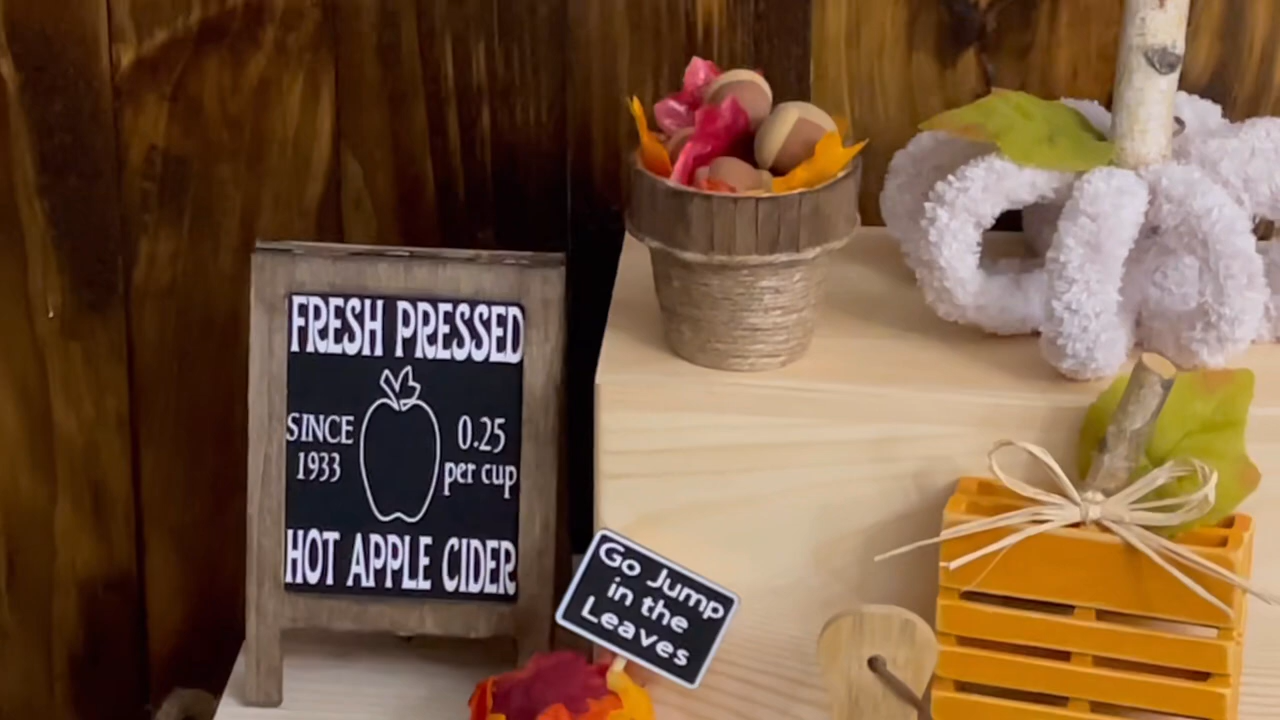 FRESH PRESSED
SINCE
1933
0.25
per cup
HOT APPLE CIDER
Go Jump
in the
Leaves